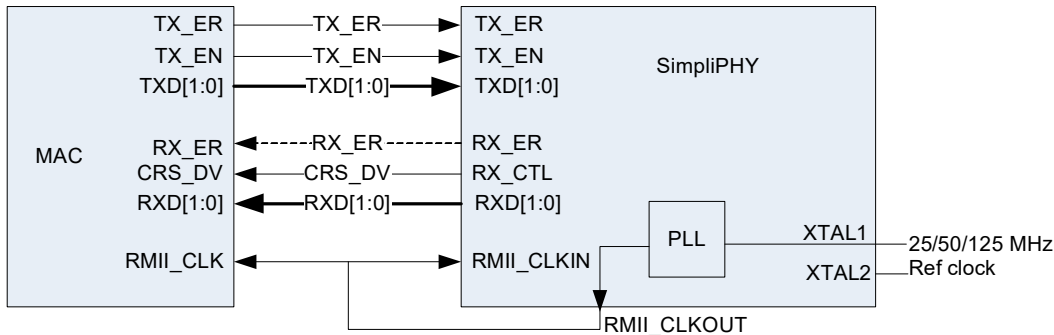 TX_ER TX_ER TX_ER
TX_EN TX_EN TX_EN
SimpliPHY
TXD[1:0] TXD[1:0] TXD[1:0]
MAC
RX_ER RX_ER RX_ER
CRS_DV CRS_DV RX_CTL
RXD[1:0] RXD[1:0] RXD[1:0]
PLL
XTAL1
25/50/125 MHz
Ref clock
RMII_CLK RMII_CLKIN
XTAL2
RMII_CLKOUT